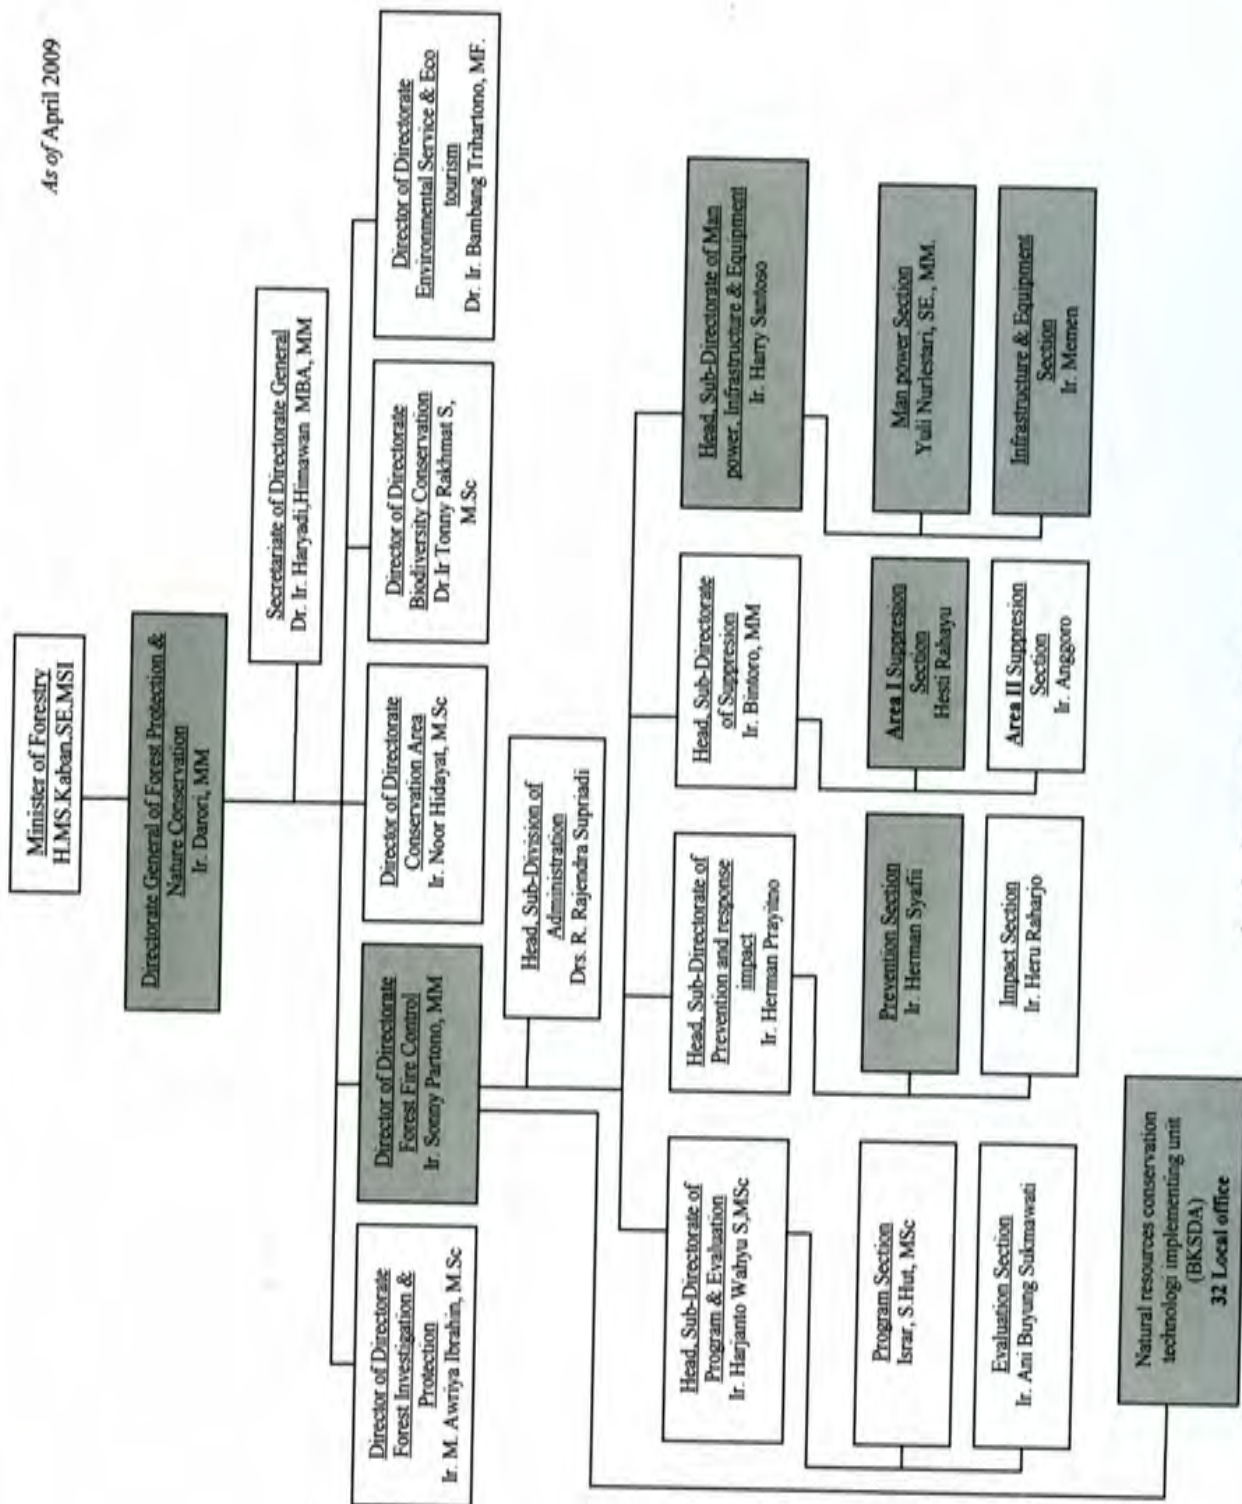 As of April 2009
Minister of Forestry
H.MS.Kaban.SE.MSI
Directorate General of Forest Protection &
Nature Conservation
Ir. Darori, MM
Secretariate of Directorate General
Dr. Ir. Haryadi,Himawan MBA, MM
Director of Directorate
Forest Investigation &
Protection
Ir. M. Awriya Ibrahin, M.Sc
Director of Directorate
Forest Fire Control
Ir. Sonny Partono, MM
Director of Directorate
Conservation Area
Ir. Noor Hidayat, M.Sc
Director of Directorate
Biodiversity Conservation
Dr.Ir Tonny Rakhmat S,
M.Sc
Director of Directorate
Environmental Service & Eco
tourism
Dr. Ir. Bambang Trihartono, MF.
Head, Sub-Division of
Administration
Drs. R. Rajendra Supriadi
Head, Sub-Directorate of
Program & Evaluation
Ir. Harjanto Wahyu S,MSc
Head, Sub-Directorate of
Prevention and response
impact
Ir. Herman Prayitno
Head, Sub-Directorate
of Suppresion
Ir. Bintoro, MM
Head, Sub-Directorate of Man
power, Infrastructure & Equipment
Ir. Harry Santoso
Program Section
Israr, S.Hut, MSc
Prevention Section
Ir. Herman Syafii
Area I Suppresion
Section
Hesti Rahayu
Man power Section
Yuli Nurlestari, SE., MM.
Evaluation Section
Ir. Ani Buyung Sukmawati
Impact Section
Ir. Heru Raharjo
Area II Suppresion
Section
Ir. Anggoro
Infrastructure & Equipment
Section
Ir. Memen
Natural resources conservation
technologi implementing unit
(BKSDA)
32 Local office